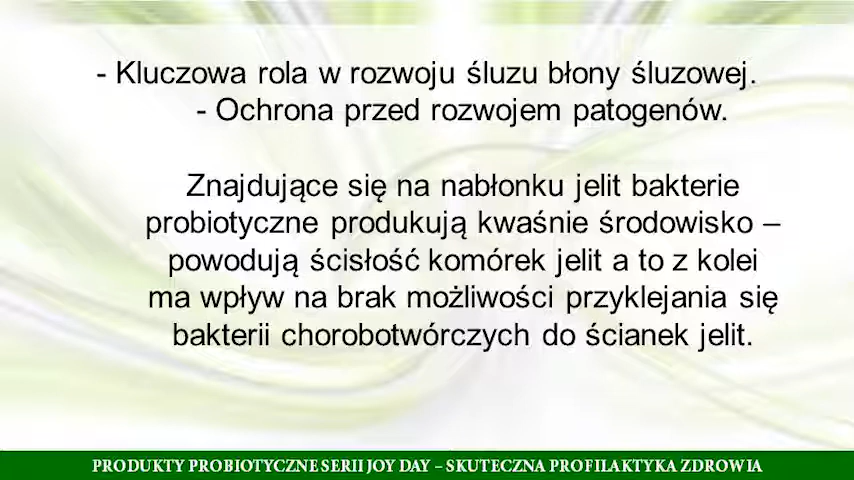 - Kluczowa rola w rozwoju śluzu błony śluzowej.
- Ochrona przed rozwojem patogenów.
Znajdujące się na nabłonku jelit bakterie
probiotyczne produkują kwaśnie środowisko –
powodują ścisłość komórek jelit a to z kolei
ma wpływ na brak możliwości przyklejania się
bakterii chorobotwórczych do ścianek jelit.
PRODUKTY PROBIOTYCZNE SERII JOY DAY – SKUTECZNA PROFILAKTYKA ZDROWIA